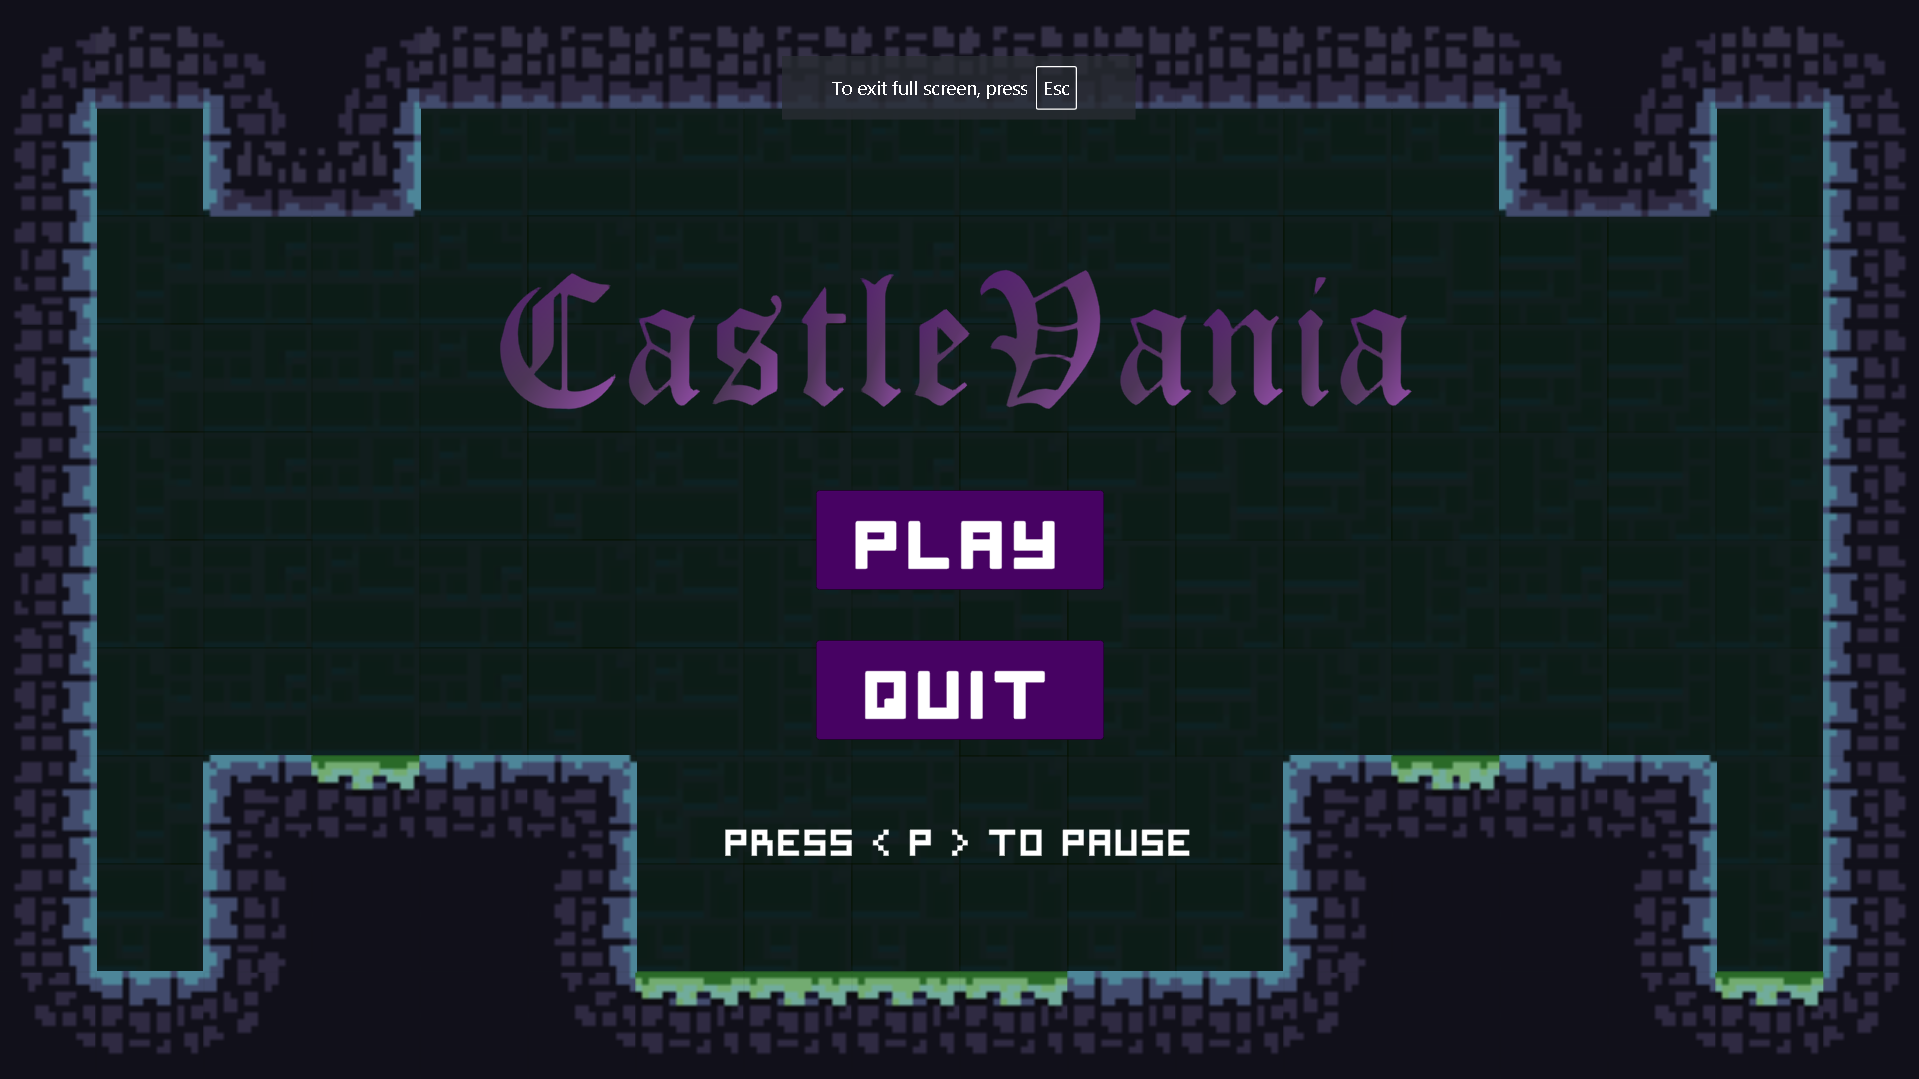 To exit full screen, press Esc
CastleVania
PLAY
QUIT
PRESS < P > TO PAUSE